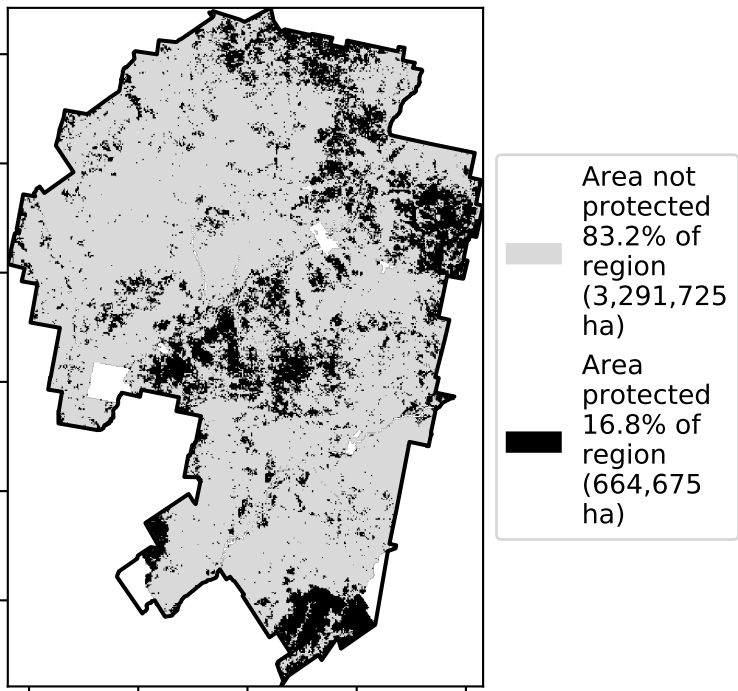 Area not
protected
83.2% of
region
(3,291,725
ha)
Area
protected
16.8% of
region
(664,675
ha)